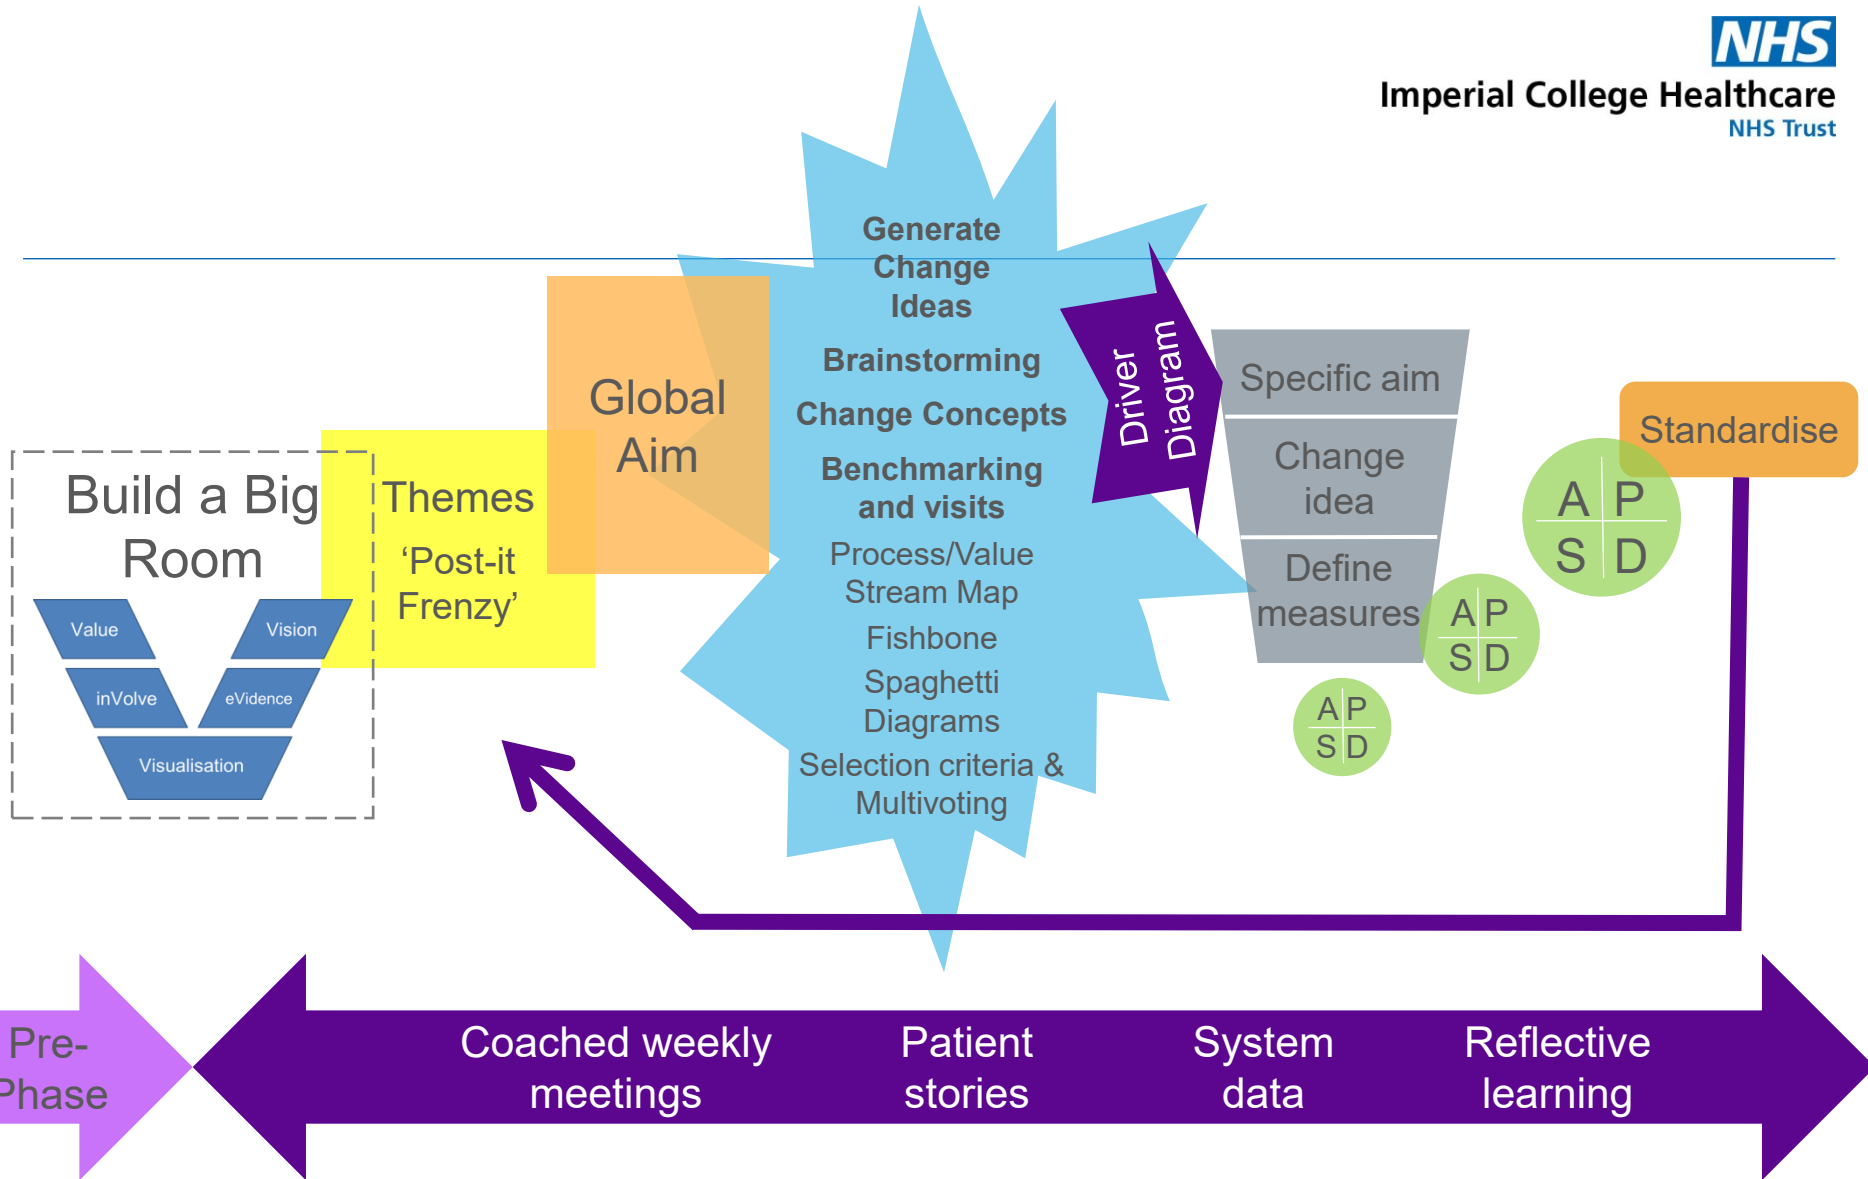 NHS
Imperial College Healthcare
NHS Trust
Build a Big
Room
Value
Vision
inVolve
eVidence
Visualisation
Themes
‘Post-it
Frenzy’
Global
Aim
Generate
Change
Ideas
Brainstorming
Change Concepts
Benchmarking
and visits
Process/Value
Stream Map
Fishbone
Spaghetti
Diagrams
Selection criteria &
Multivoting
Driver
Diagram
Specific aim
Change
idea
Define
measures
A P
S D
A P
S D
A P
S D
Standardise
Pre-
Phase
Coached weekly
meetings
Patient
stories
System
data
Reflective
learning